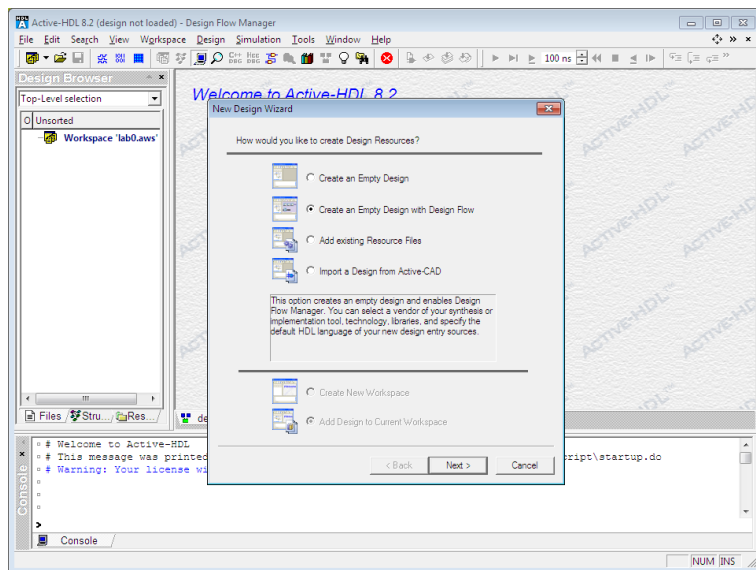 Active-HDL 8.2 (design not loaded) - Design Flow Manager
File Edit Search View Workspace Design Simulation Tools Window Help
100 ns
Design Browser
Top-Level selection
Unsorted
Workspace 'lab0.aws'
Files Stru... Res...
Welcome to Active-HDL 8.2
ACTIVE-HDL™
New Design Wizard
How would you like to create Design Resources?
Create an Empty Design
Create an Empty Design with Design Flow
Add existing Resource Files
Import a Design from Active-CAD
This option creates an empty design and enables Design
Flow Manager. You can select a vendor of your synthesis or
implementation tool, technology, libraries, and specify the
default HDL language of your new design entry sources.
Create New Workspace
Add Design to Current Workspace
< Back Next > Cancel
de
# Welcome to Active-HDL
# This message was printed ript\startup.do
# Warning: Your license wi
>
Console
Console
NUM INS